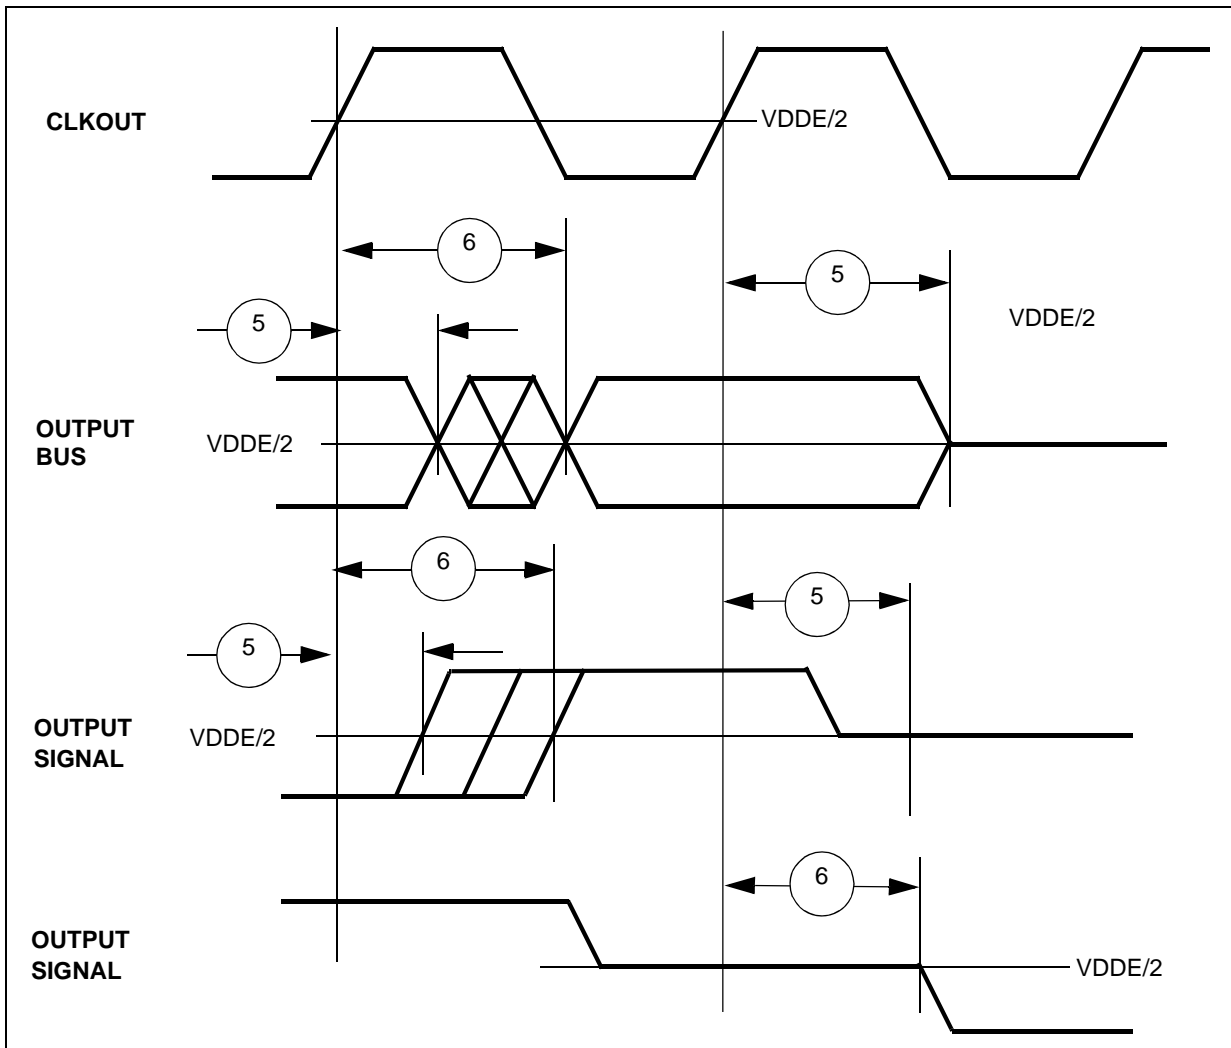 CLKOUT
VDDE/2
6
5
5
VDDE/2
OUTPUT
BUS
VDDE/2
6
5
5
OUTPUT
SIGNAL
VDDE/2
6
OUTPUT
SIGNAL
VDDE/2